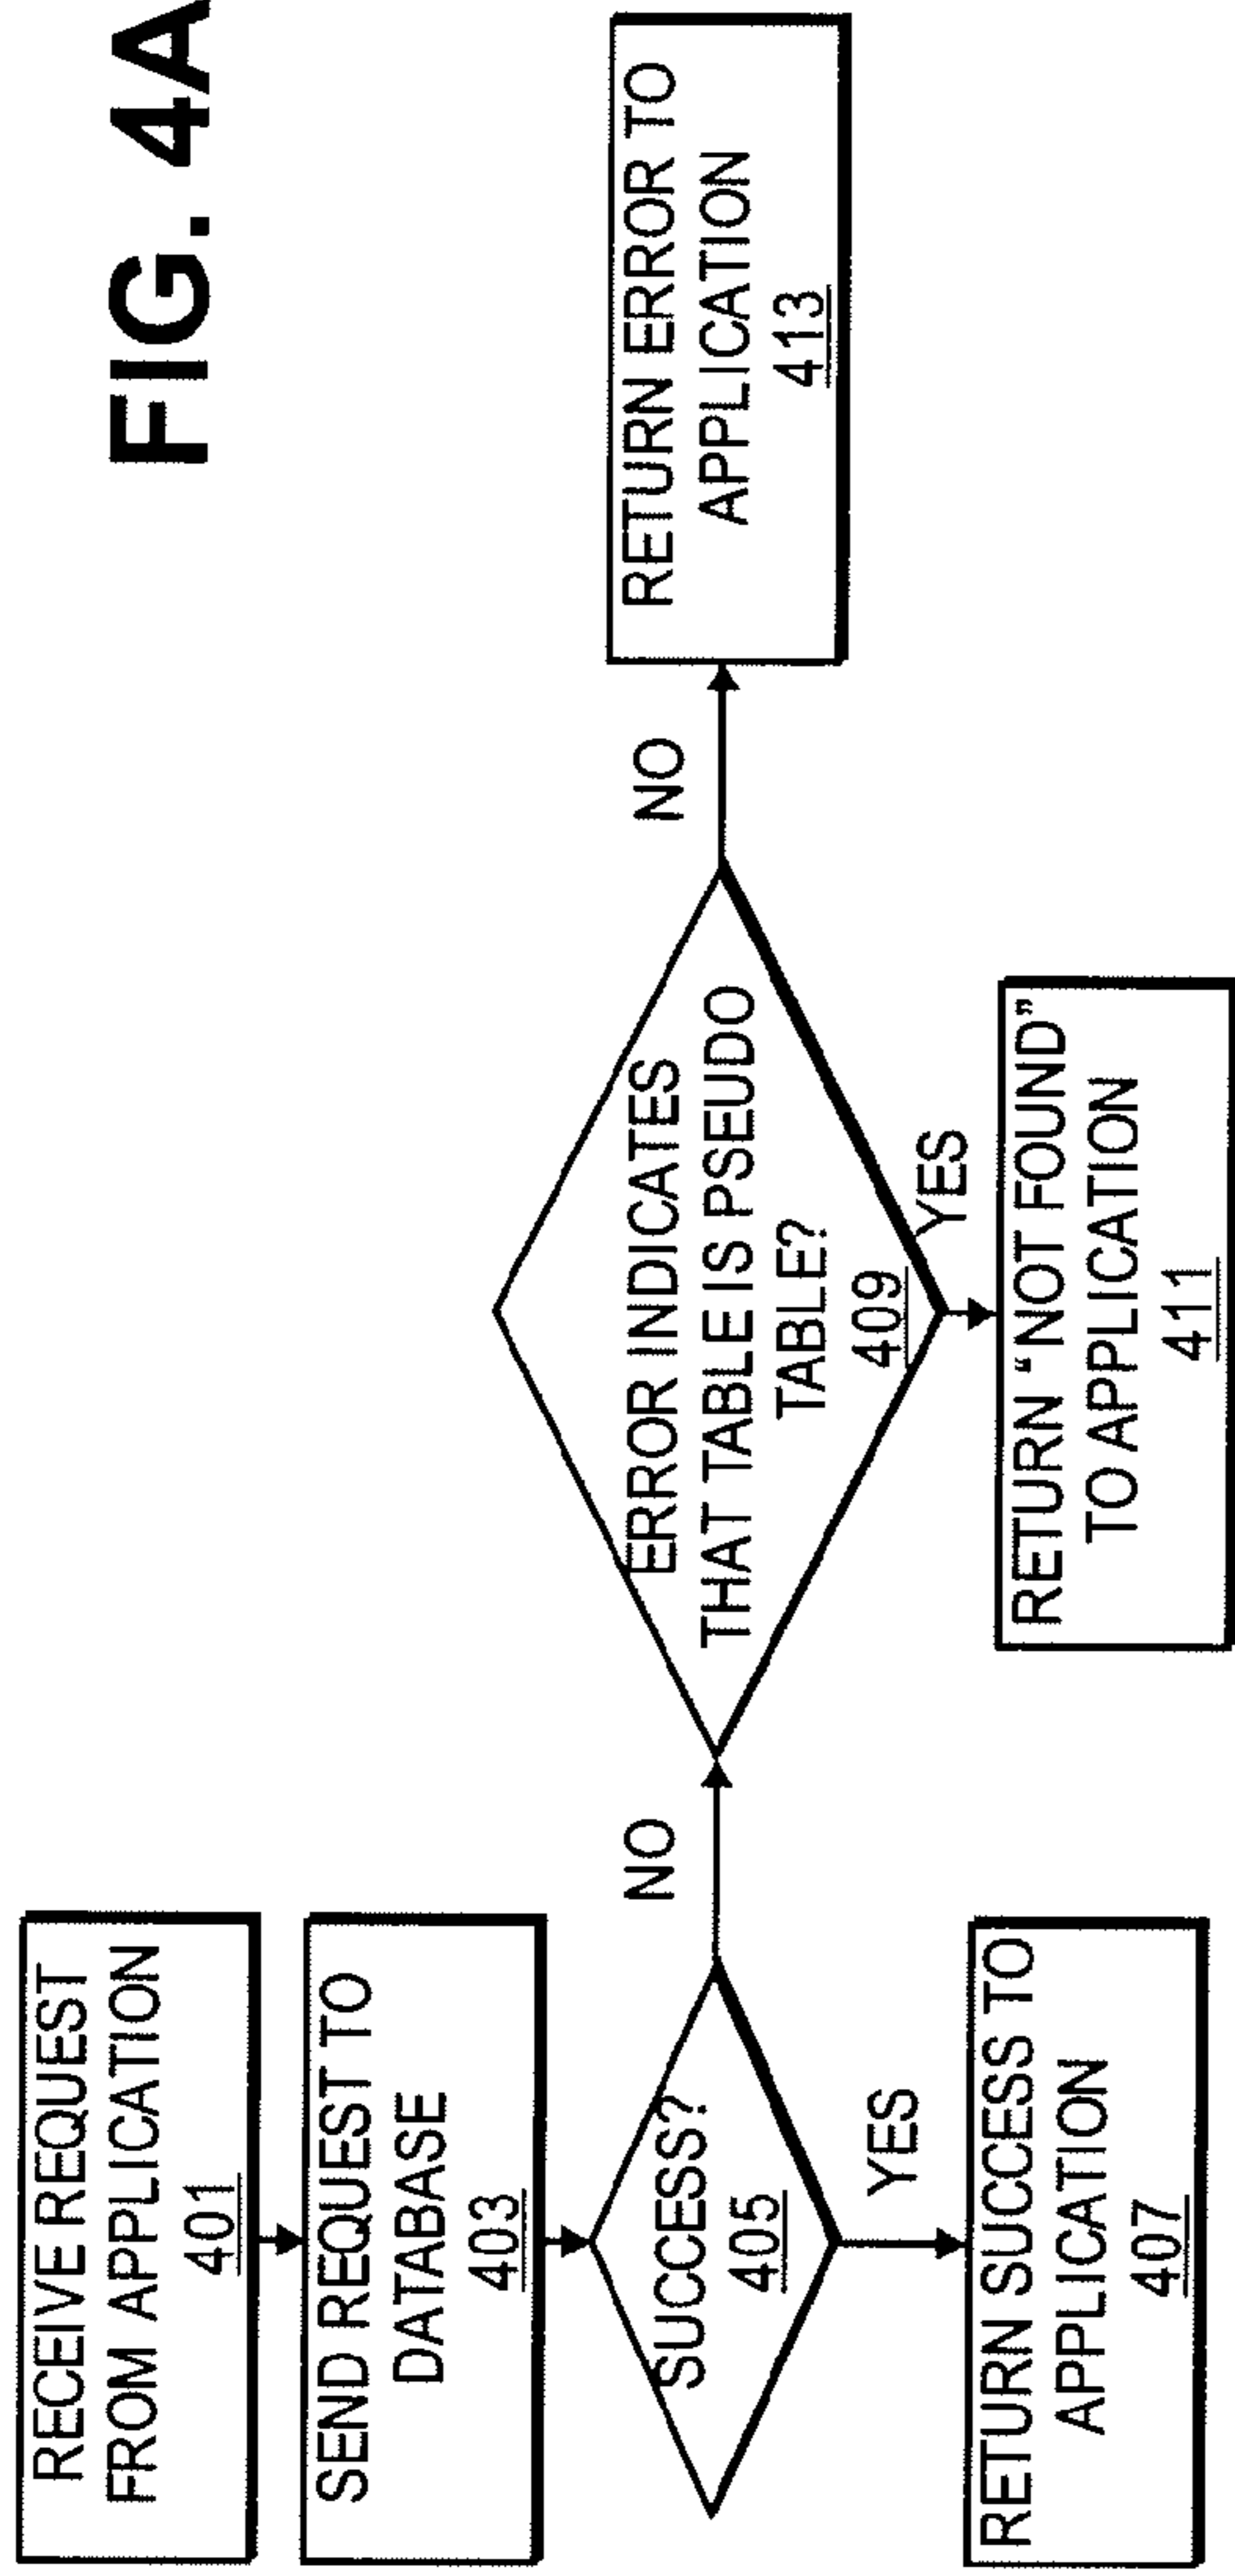 FIG. 4A
RECEIVE REQUEST
FROM APPLICATION
401
SEND REQUEST TO
DATABASE
403
SUCCESS?
405
YES
RETURN SUCCESS TO
APPLICATION
407
NO
ERROR INDICATES
THAT TABLE IS PSEUDO
TABLE?
409
YES
RETURN “NOT FOUND”
TO APPLICATION
411
NO
RETURN ERROR TO
APPLICATION
413